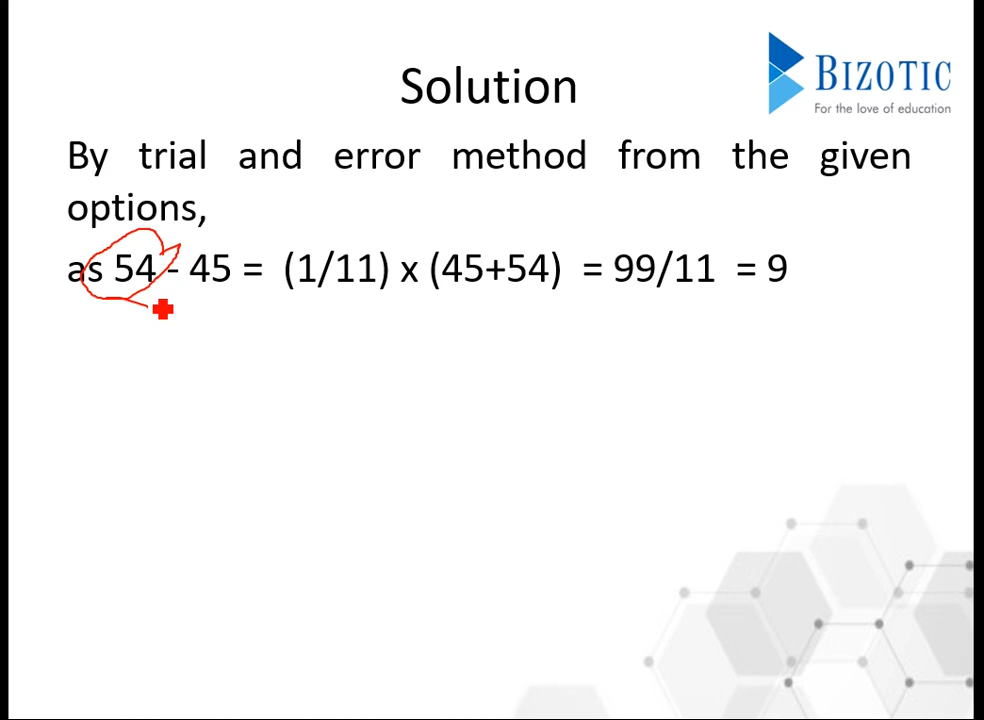 Solution
BIZOTIC
For the love of education
By trial and error method from the given
options,
as 54 - 45 = (1/11) x (45+54) = 99/11 = 9